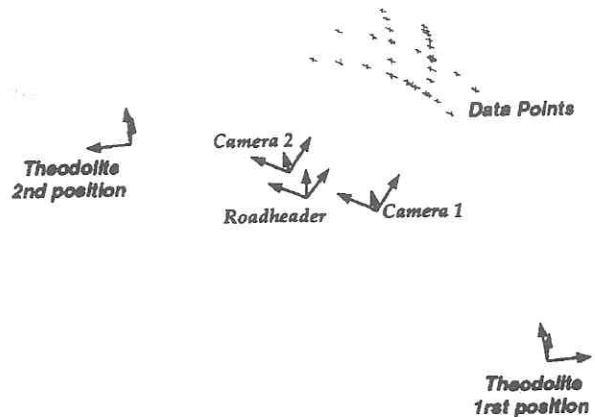 Data Points
Camera 2
Theodolite
2nd position
Roadheader
Camera 1
Theodolite
1rst position